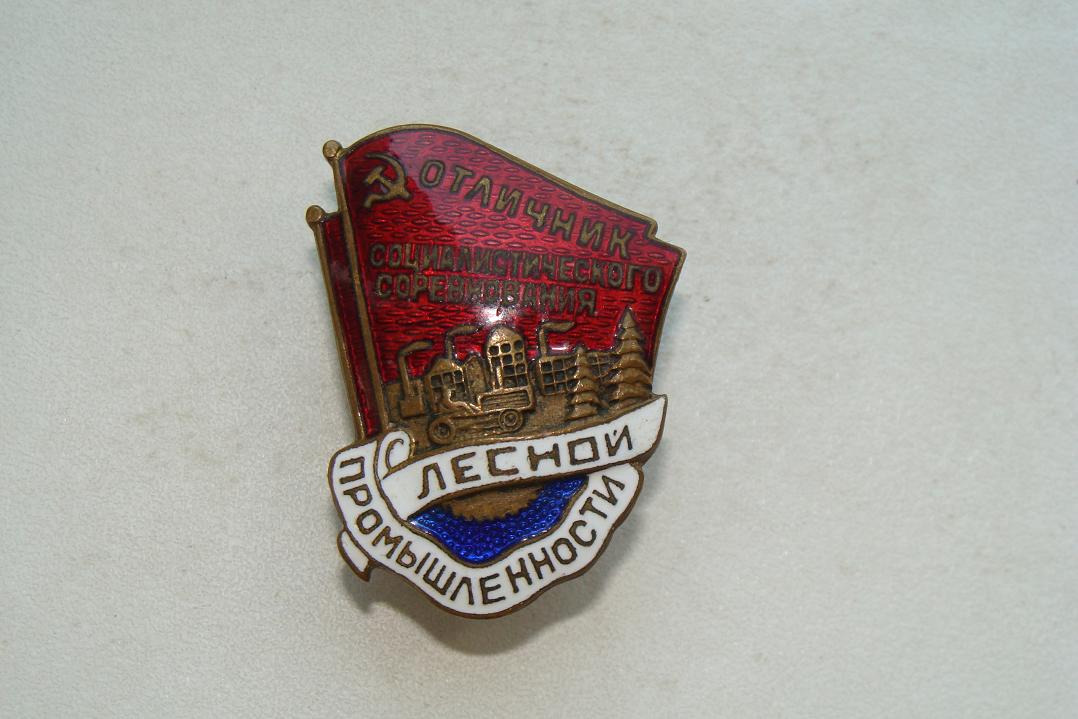 ОТЛИЧНИК
СОЦИАЛИСТИЧЕСКОГО
СОРЕВНОВАНИЯ
ЛЕСНОЙ
ПРОМЫШЛЕННОСТИ